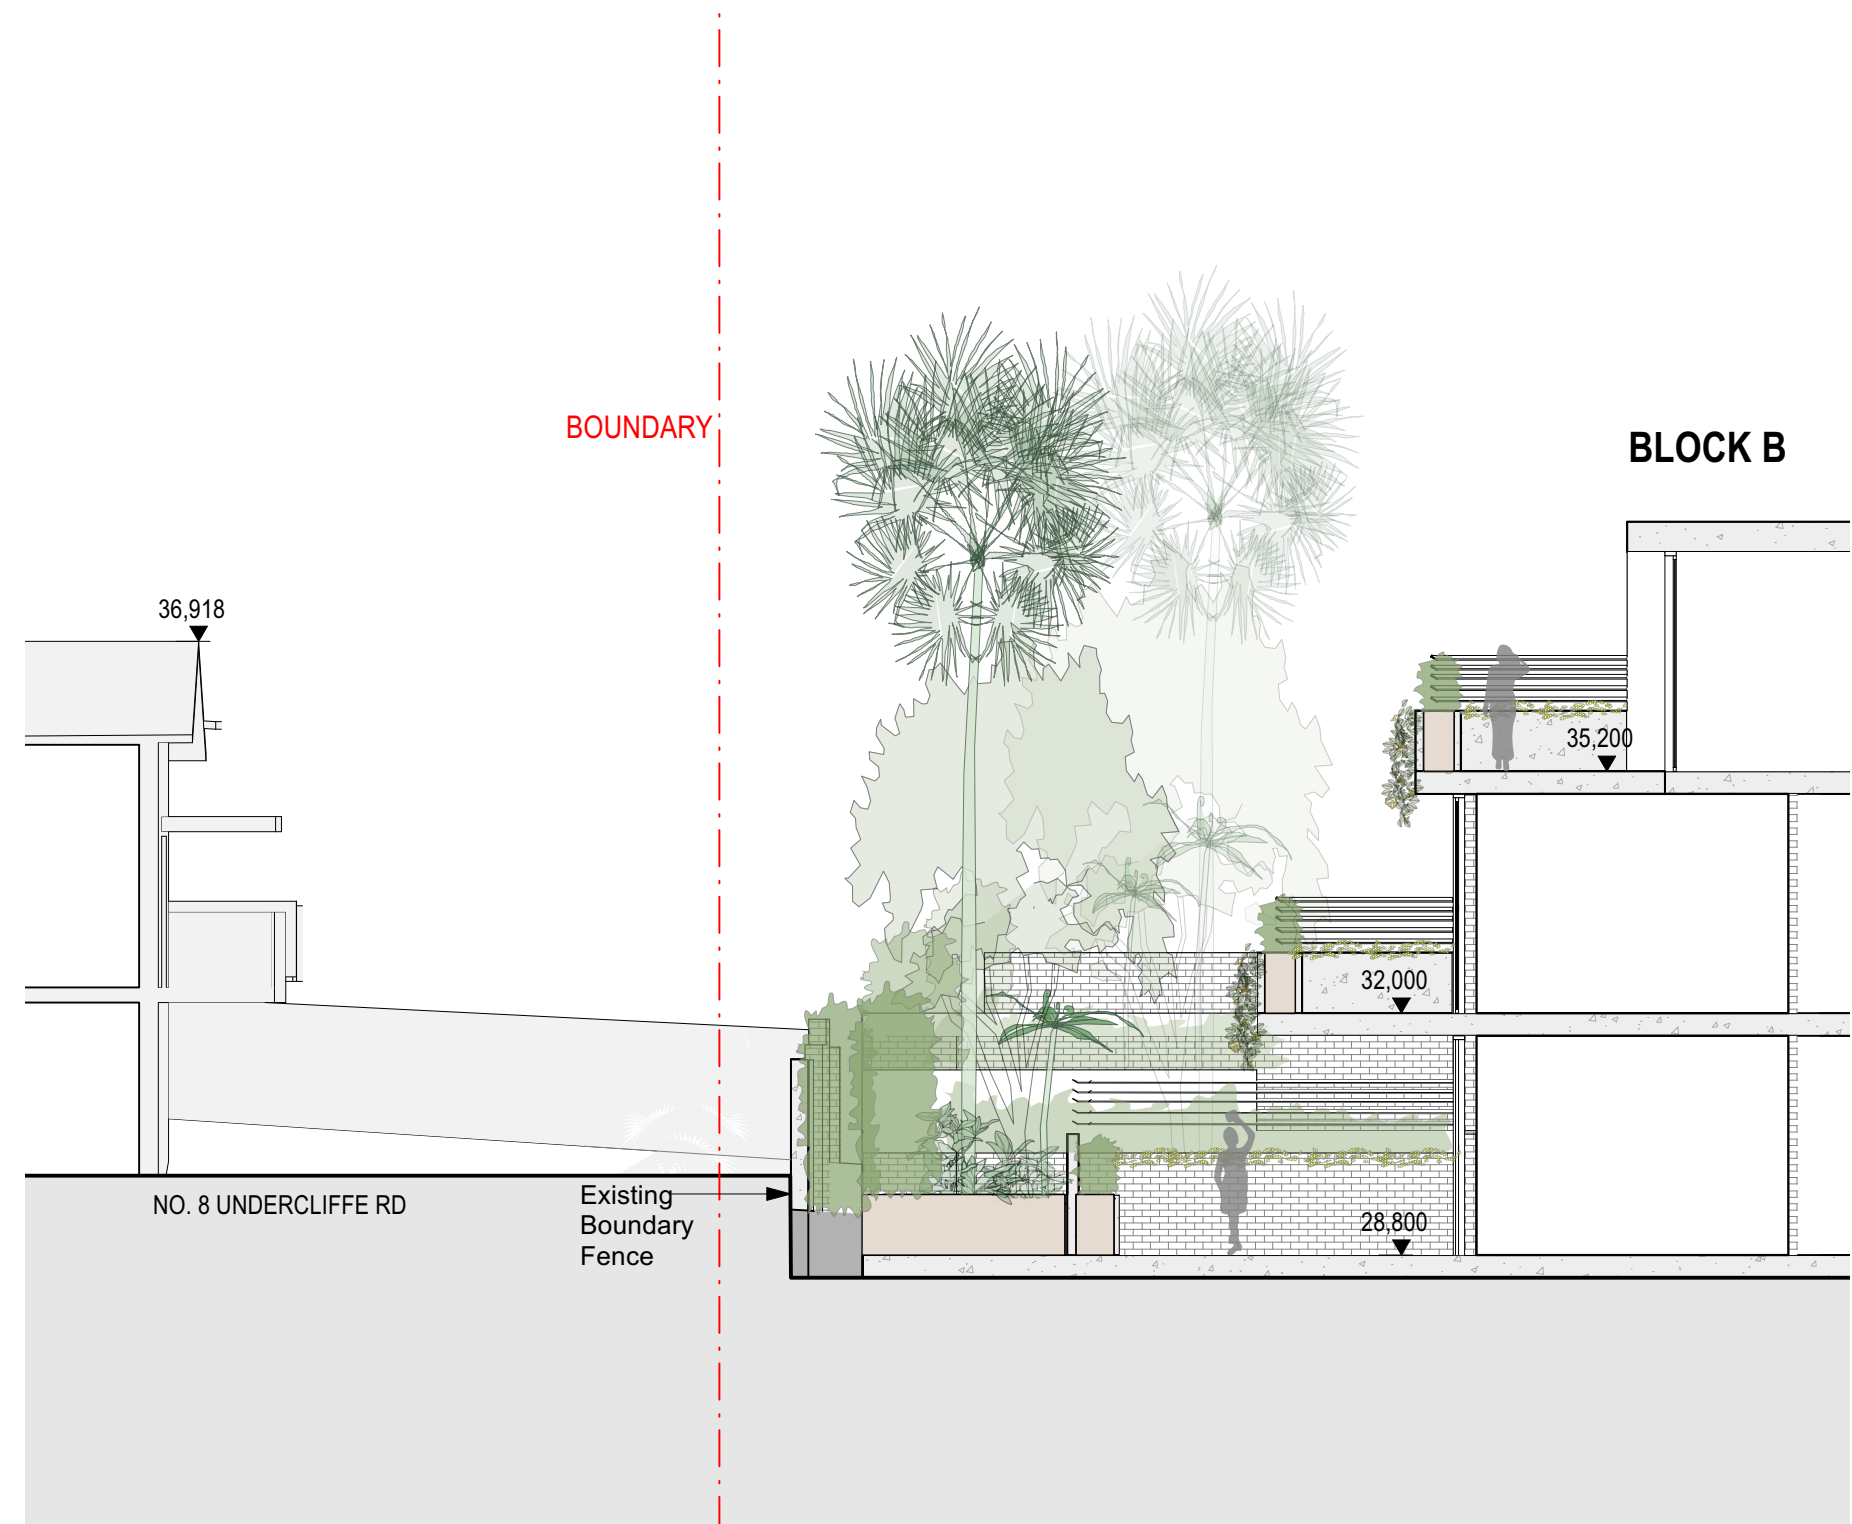 BOUNDARY
BLOCK B
36,918
35,200
32,000
NO. 8 UNDERCLIFFE RD
Existing
Boundary
Fence
28,800